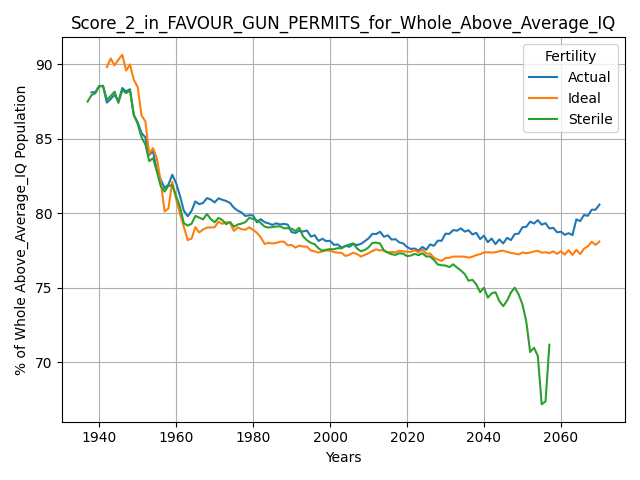 Score_2_in_FAVOUR_GUN_PERMITS_for_Whole_Above_Average_IQ
% of Whole Above_Average_IQ Population
90
85
80
75
70
Fertility
Actual
Ideal
Sterile
1940 1960 1980 2000 2020 2040 2060
Years